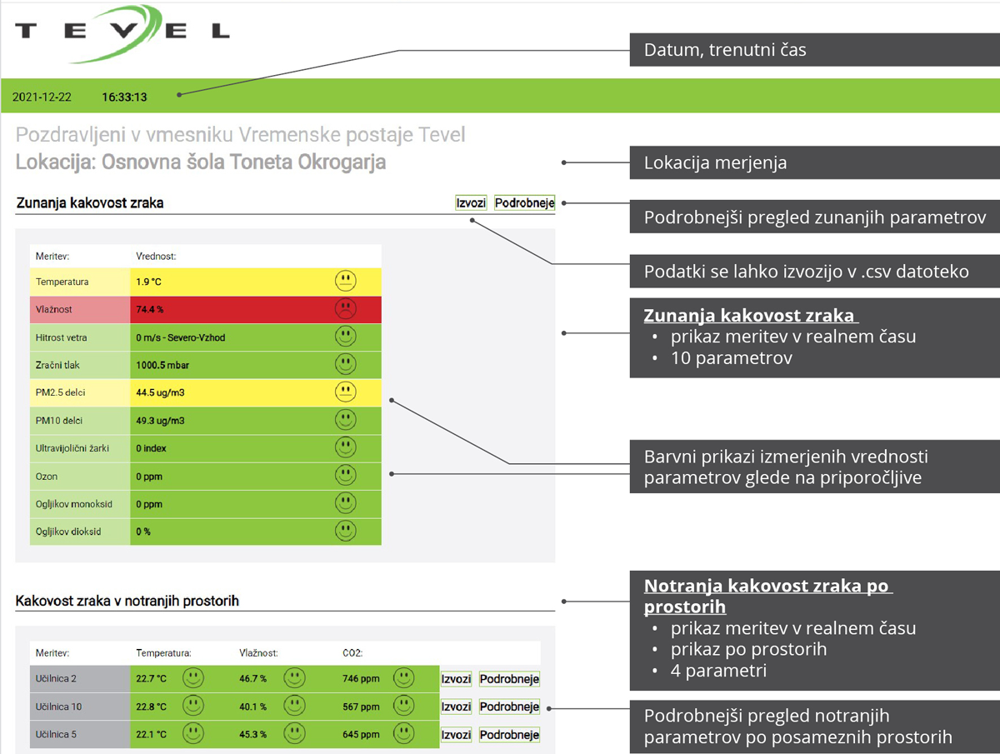 TEVEL
Datum, trenutni čas
2021-12-22 16:33:13
Pozdravljeni v vmesniku Vremenske postaje Tevel
Lokacija: Osnovna šola Toneta Okrogarja
Lokacija merjenja
Zunanja kakovost zraka Izvozi Podrobneje
Podrobnejši pregled zunanjih parametrov
Podatki se lahko izvozijo v .csv datoteko
Meritev: Vrednost:
Temperatura 1.9 °C
Vlažnost 74.4 %
Hitrost vetra 0 m/s - Severo-Vzhod
Zračni tlak 1000.5 mbar
PM2.5 delci 44.5 ug/m3
PM10 delci 49.3 ug/m3
Ultravijolični žarki 0 index
Ozon 0 ppm
Ogljikov monoksid 0 ppm
Ogljikov dioksid 0 %
Zunanja kakovost zraka
• prikaz meritev v realnem času
• 10 parametrov
Barvni prikazi izmerjenih vrednosti
parametrov glede na priporočljive
Kakovost zraka v notranjih prostorih
Notranja kakovost zraka po
prostorih
• prikaz meritev v realnem času
• prikaz po prostorih
• 4 parametri
Meritev: Temperatura: Vlažnost: CO2:
Učilnica 2 22.7 °C 46.7 % 746 ppm Izvozi Podrobneje
Učilnica 10 22.8 °C 40.1 % 567 ppm Izvozi Podrobneje
Učilnica 5 22.1 °C 45.3 % 645 ppm Izvozi Podrobneje
Podrobnejši pregled notranjih
parametrov po posameznih prostorih